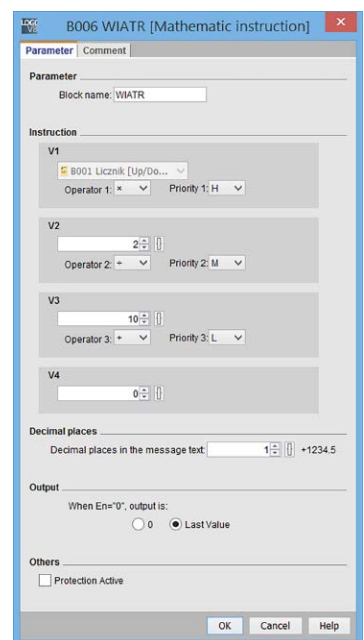 B006 WIATR [Mathematic instruction]
Parameter Comment
Parameter
Block name: WIATR
Instruction
V1
B001 Licznik [Up/Do...
Operator 1: × Priority 1: H
V2
2
Operator 2: ÷ Priority 2: M
V3
10
Operator 3: + Priority 3: L
V4
0
Decimal places
Decimal places in the message text: 1 +1234.5
Output
When En="0", output is:
0 Last Value
Others
Protection Active
OK Cancel Help